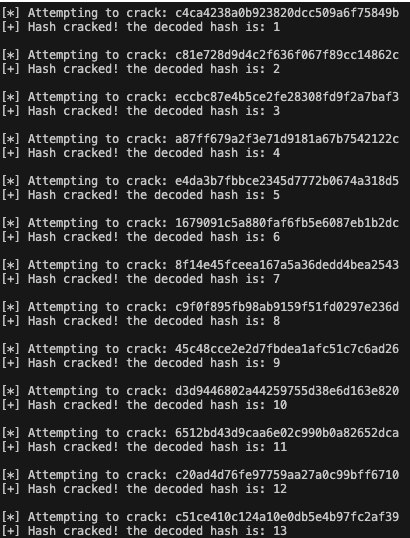 [*] Attempting to crack: c4ca4238a0b923820dcc509a6f75849b
[+] Hash cracked! the decoded hash is: 1
[*] Attempting to crack: c81e728d9d4c2f636f067f89cc14862c
[+] Hash cracked! the decoded hash is: 2
[*] Attempting to crack: eccbc87e4b5ce2fe28308fd9f2a7baf3
[+] Hash cracked! the decoded hash is: 3
[*] Attempting to crack: a87ff679a2f3e71d9181a67b7542122c
[+] Hash cracked! the decoded hash is: 4
[*] Attempting to crack: e4da3b7fbbce2345d7772b0674a318d5
[+] Hash cracked! the decoded hash is: 5
[*] Attempting to crack: 1679091c5a880faf6fb5e6087eb1b2dc
[+] Hash cracked! the decoded hash is: 6
[*] Attempting to crack: 8f14e45fceea167a5a36dedd4bea2543
[+] Hash cracked! the decoded hash is: 7
[*] Attempting to crack: c9f0f895fb98ab9159f51fd0297e236d
[+] Hash cracked! the decoded hash is: 8
[*] Attempting to crack: 45c48cce2e2d7fbdea1afc51c7c6ad26
[+] Hash cracked! the decoded hash is: 9
[*] Attempting to crack: d3d9446802a44259755d38e6d163e820
[+] Hash cracked! the decoded hash is: 10
[*] Attempting to crack: 6512bd43d9caa6e02c990b0a82652dca
[+] Hash cracked! the decoded hash is: 11
[*] Attempting to crack: c20ad4d76fe97759aa27a0c99bff6710
[+] Hash cracked! the decoded hash is: 12
[*] Attempting to crack: c51ce410c124a10e0db5e4b97fc2af39
[+] Hash cracked! the decoded hash is: 13